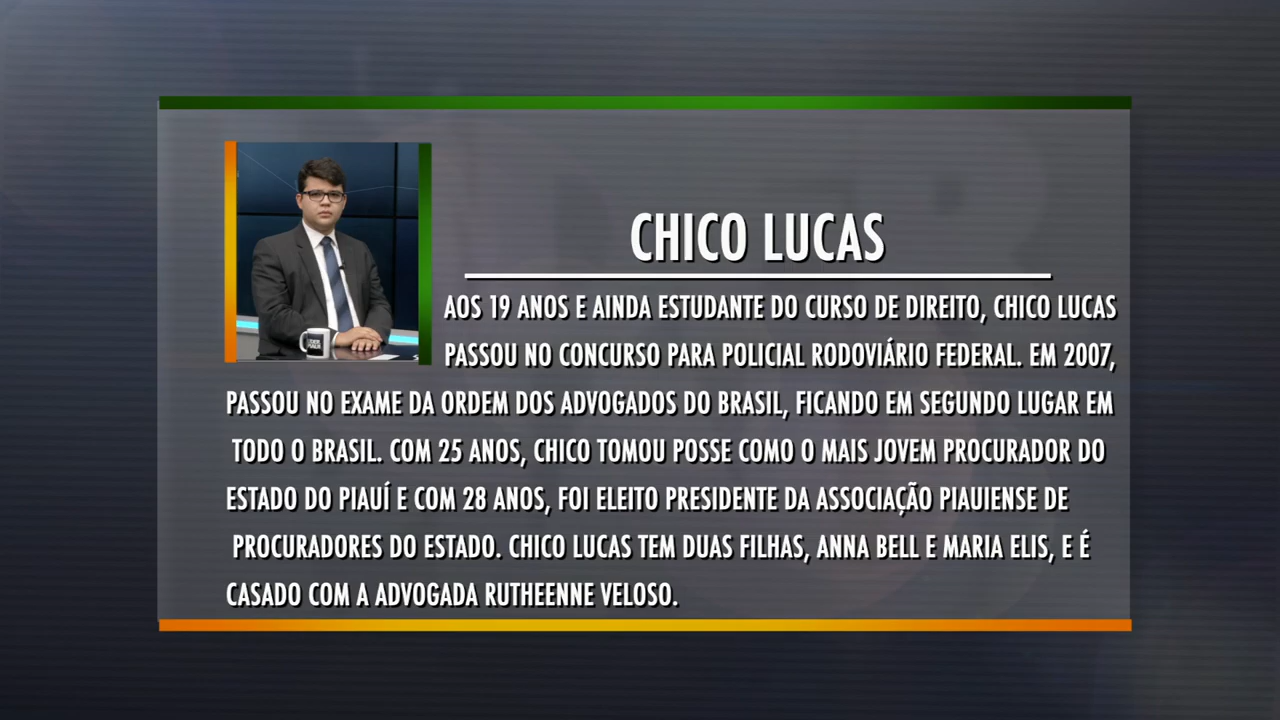 CHICO LUCAS
AOS 19 ANOS E AINDA ESTUDANTE DO CURSO DE DIREITO, CHICO LUCAS
PASSOU NO CONCURSO PARA POLICIAL RODOVIÁRIO FEDERAL. EM 2007,
PASSOU NO EXAME DA ORDEM DOS ADVOGADOS DO BRASIL, FICANDO EM SEGUNDO LUGAR EM
TODO O BRASIL. COM 25 ANOS, CHICO TOMOU POSSE COMO O MAIS JOVEM PROCURADOR DO
ESTADO DO PIAUÍ E COM 28 ANOS, FOI ELEITO PRESIDENTE DA ASSOCIAÇÃO PIAUIENSE DE
PROCURADORES DO ESTADO. CHICO LUCAS TEM DUAS FILHAS, ANNA BELL E MARIA ELIS, E É
CASADO COM A ADVOGADA RUTHEENNE VELOSO.